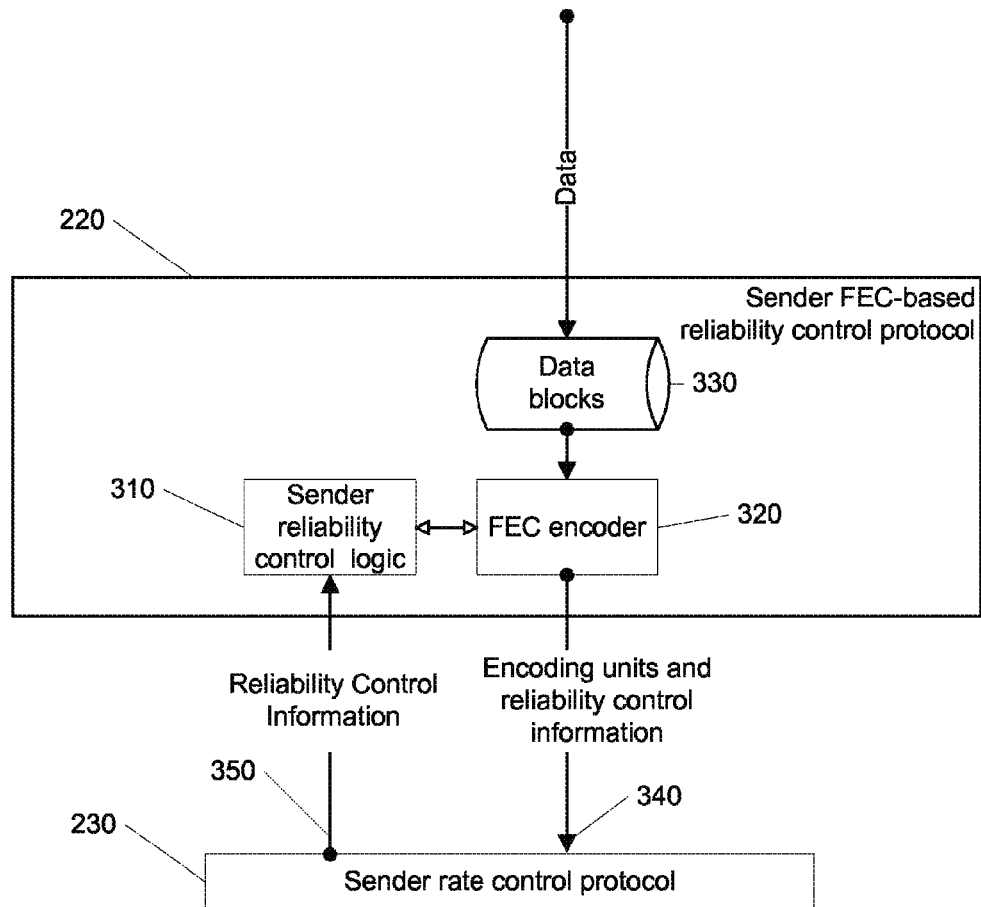 Data
220
Sender FEC-based
reliability control protocol
Data
blocks
330
310
Sender
reliability
control logic
FEC encoder
320
Reliability Control
Information
Encoding units and
reliability control
information
350
340
230
Sender rate control protocol